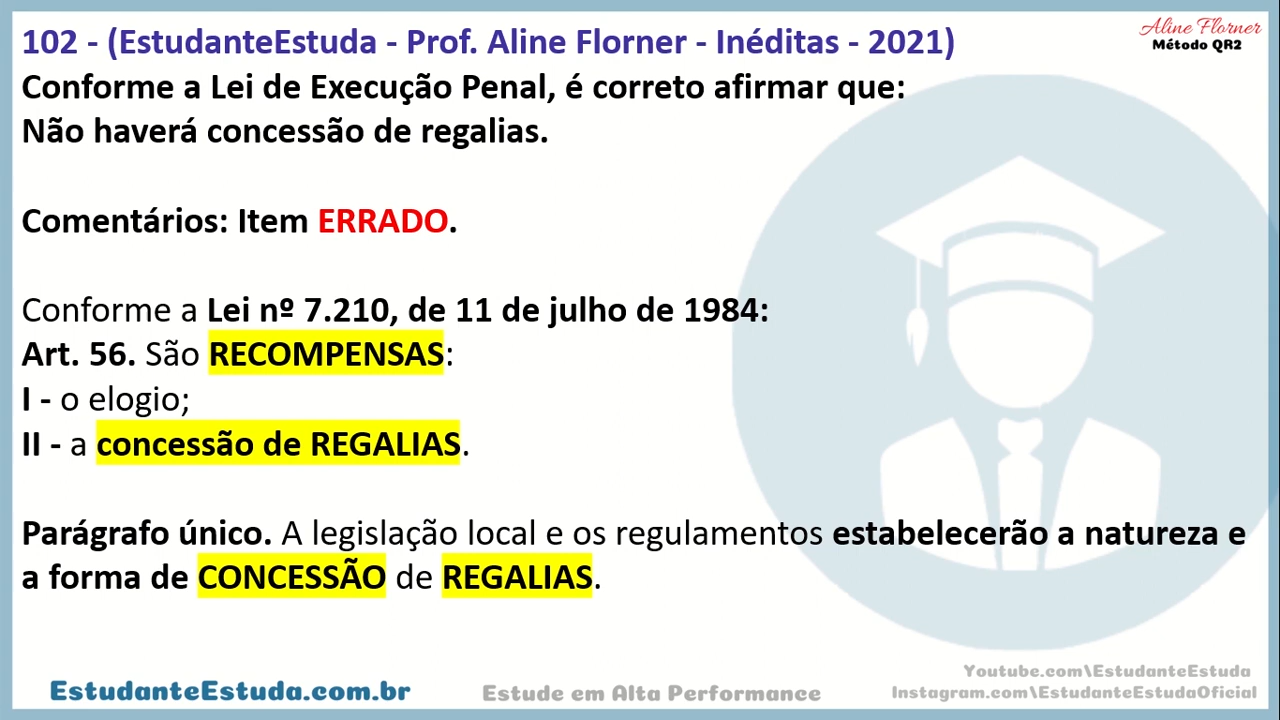 102 - (EstudanteEstuda - Prof. Aline Florner - Inéditas - 2021)
Aline Florner
Método QR2
Conforme a Lei de Execução Penal, é correto afirmar que:
Não haverá concessão de regalias.
Comentários: Item ERRADO.
Conforme a Lei nº 7.210, de 11 de julho de 1984:
Art. 56. São RECOMPENSAS:
I - o elogio;
II - a concessão de REGALIAS.
Parágrafo único. A legislação local e os regulamentos estabelecerão a natureza e
a forma de CONCESSÃO de REGALIAS.
Youtube.com\EstudanteEstuda
EstudanteEstuda.com.br Estude em Alta Performance Instagram.com\EstudanteEstudaOficial